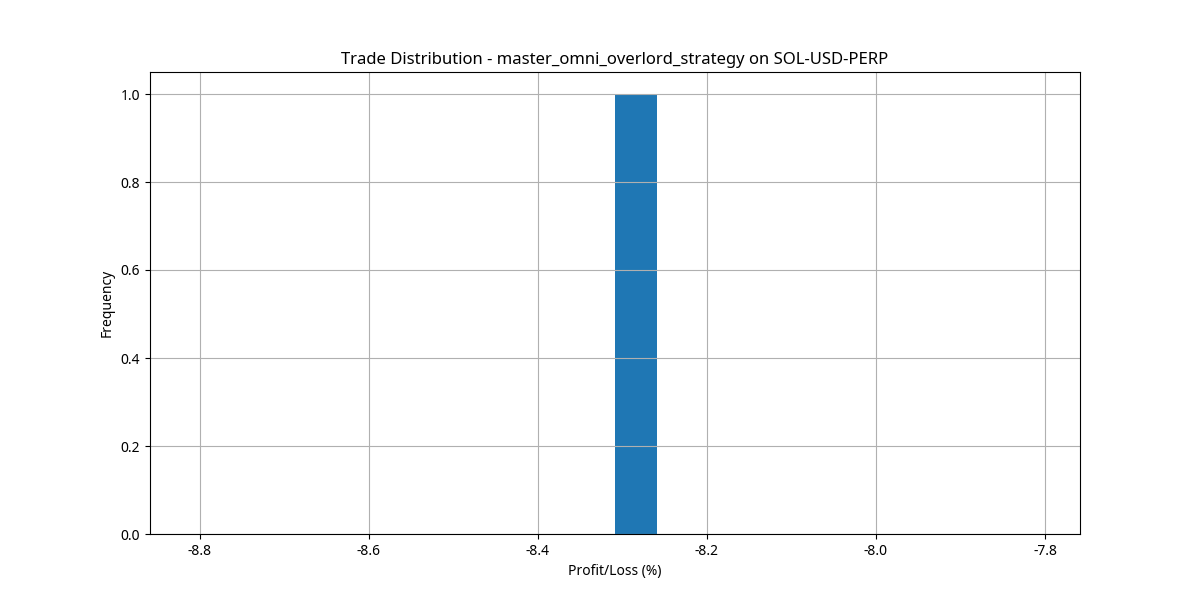 Trade Distribution - master_omni_overlord_strategy on SOL-USD-PERP
1.0
0.8
0.6
0.4
0.2
0.0
Frequency
-8.8 -8.6 -8.4 -8.2 -8.0 -7.8
Profit/Loss (%)